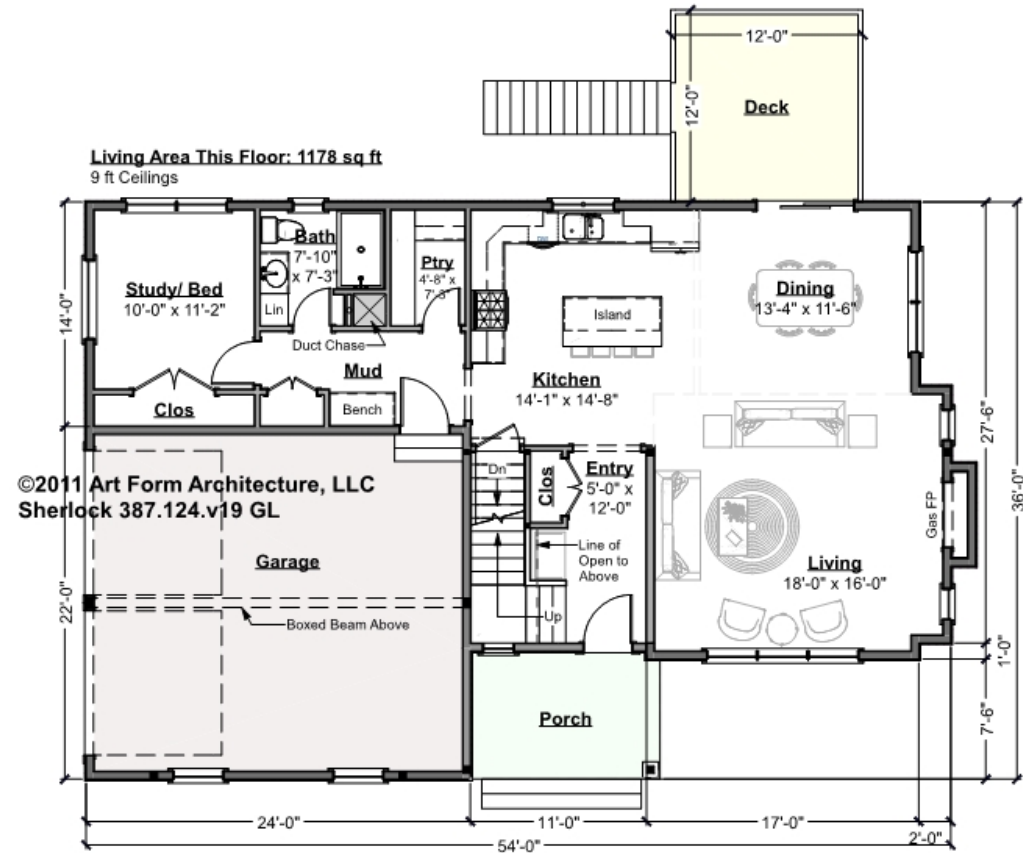 12'-0"
12'-0"
Deck
Living Area This Floor: 1178 sq ft
9 ft Ceilings
14'-0"
Study/ Bed
10'-0" x 11'-2"
Bath
7'-10"
x 7'-3"
Lin
Ptry
4'-8" x
Duct Chase
Mud
Bench
Clos
Island
Kitchen
14'-1" x 14'-8"
Dining
13'-4" x 11'-6"
27'-6"
36'-0"
©2011 Art Form Architecture, LLC
Sherlock 387.124.v19 GL
Dn
Clos
Entry
5'-0" x
12'-0"
Gas FP
Line of
Open to
Above
Living
18'-0" x 16'-0"
Garage
22'-0"
Boxed Beam Above
Up
1'-0"
Porch
7'-6"
24'-0"
11'-0"
17'-0"
2'-0"
54'-0"